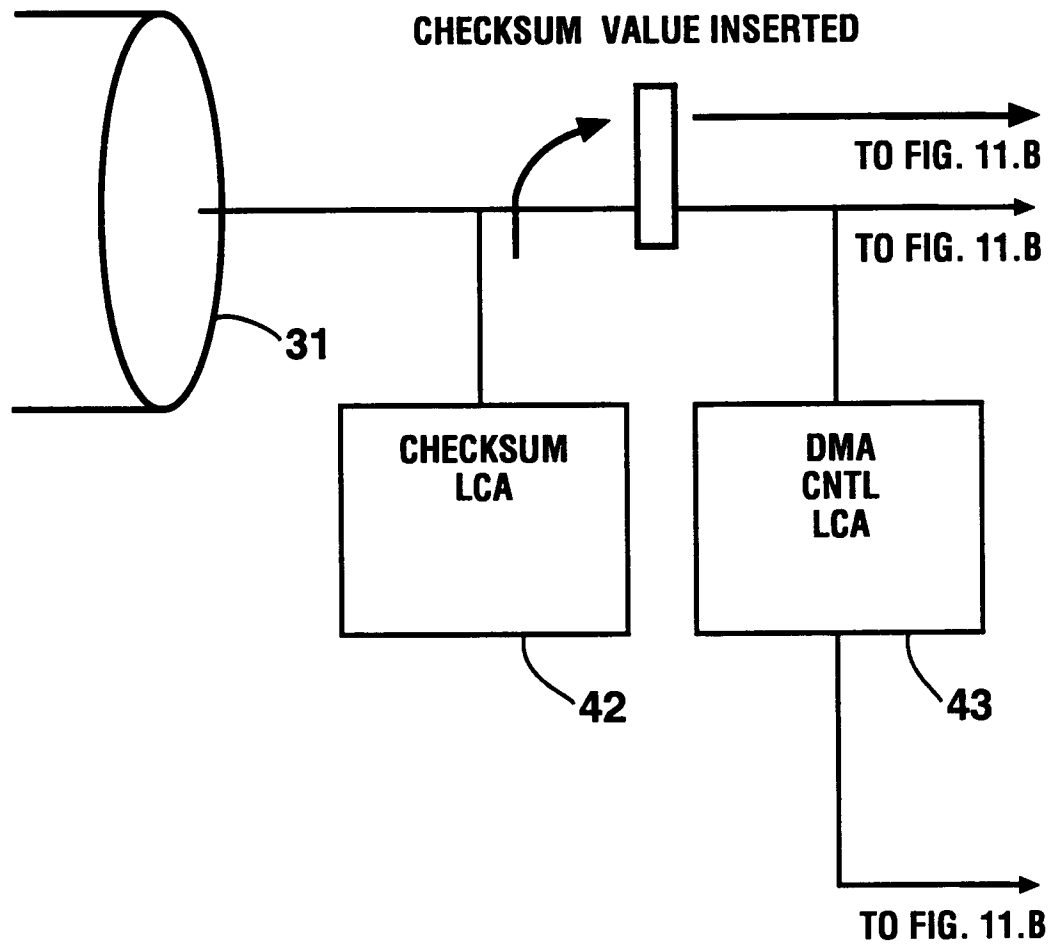 CHECKSUM VALUE INSERTED
TO FIG. 11.B
TO FIG. 11.B
31
CHECKSUM
LCA
DMA
CNTL
LCA
42
43
TO FIG. 11.B